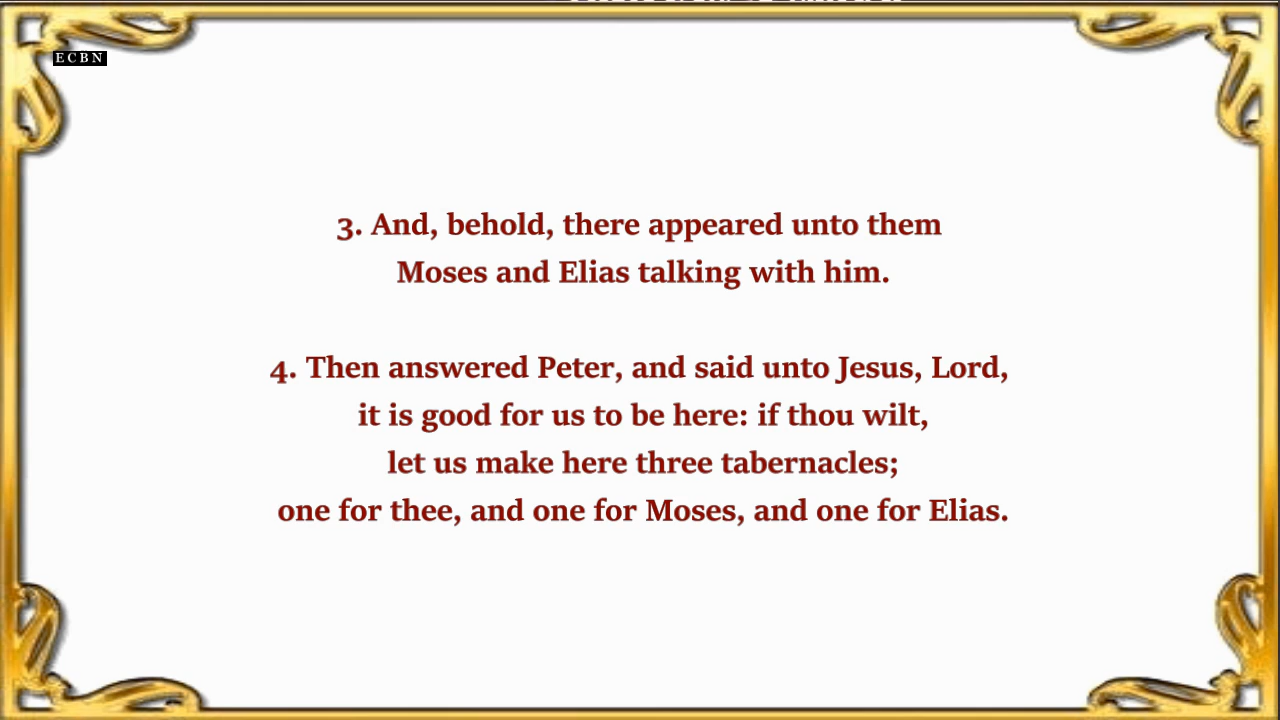 ECBN
3. And, behold, there appeared unto them
Moses and Elias talking with him.
4. Then answered Peter, and said unto Jesus, Lord,
it is good for us to be here: if thou wilt,
let us make here three tabernacles;
one for thee, and one for Moses, and one for Elias.